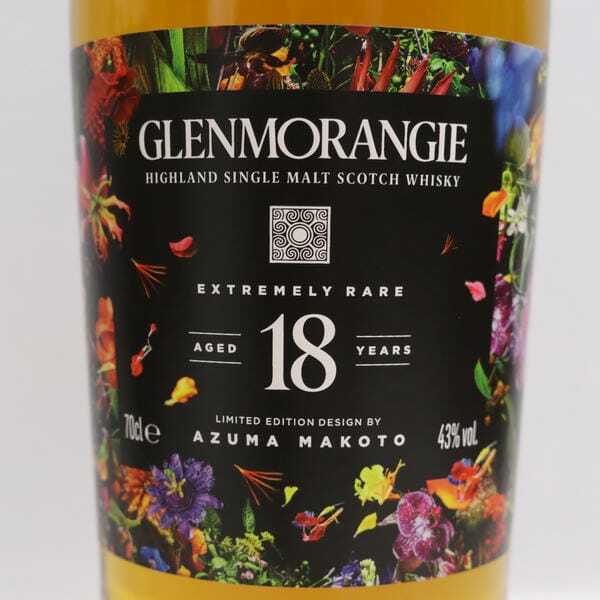 GLENMORANGIE
HIGHLAND SINGLE MALT SCOTCH WHISKY
EXTREMELY RARE
AGED 18 YEARS
LIMITED EDITION DESIGN BY
70cl e AZUMA MAKOTO 43% vol.